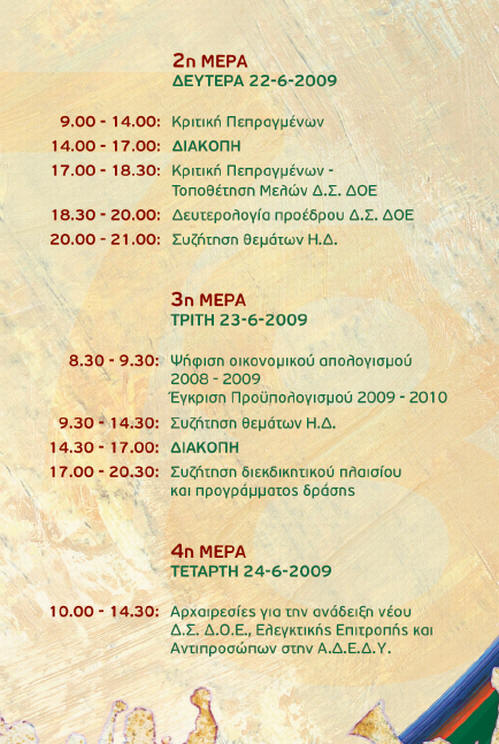 2η ΜΕΡΑ
ΔΕΥΤΕΡΑ 22-6-2009
9.00 - 14.00: Κριτική Πεπραγμένων
14.00 - 17.00: ΔΙΑΚΟΠΗ
17.00 - 18.30: Κριτική Πεπραγμένων -
Τοποθέτηση Μελών Δ.Σ. ΔΟΕ
18.30 - 20.00: Δευτερολογία προέδρου Δ.Σ. ΔΟΕ
20.00 - 21.00: Συζήτηση θεμάτων Η.Δ.
3η ΜΕΡΑ
ΤΡΙΤΗ 23-6-2009
8.30 - 9.30: Ψήφιση οικονομικού απολογισμού
2008 - 2009
Έγκριση Προϋπολογισμού 2009 - 2010
9.30 - 14.30: Συζήτηση θεμάτων Η.Δ.
14.30 - 17.00: ΔΙΑΚΟΠΗ
17.00 - 20.30: Συζήτηση διεκδικητικού πλαισίου
και προγράμματος δράσης
4η ΜΕΡΑ
ΤΕΤΑΡΤΗ 24-6-2009
10.00 - 14.30: Αρχαιρεσίες για την ανάδειξη νέου
Δ.Σ. Δ.Ο.Ε., Ελεγκτικής Επιτροπής και
Αντιπροσώπων στην Α.Δ.Ε.Δ.Υ.